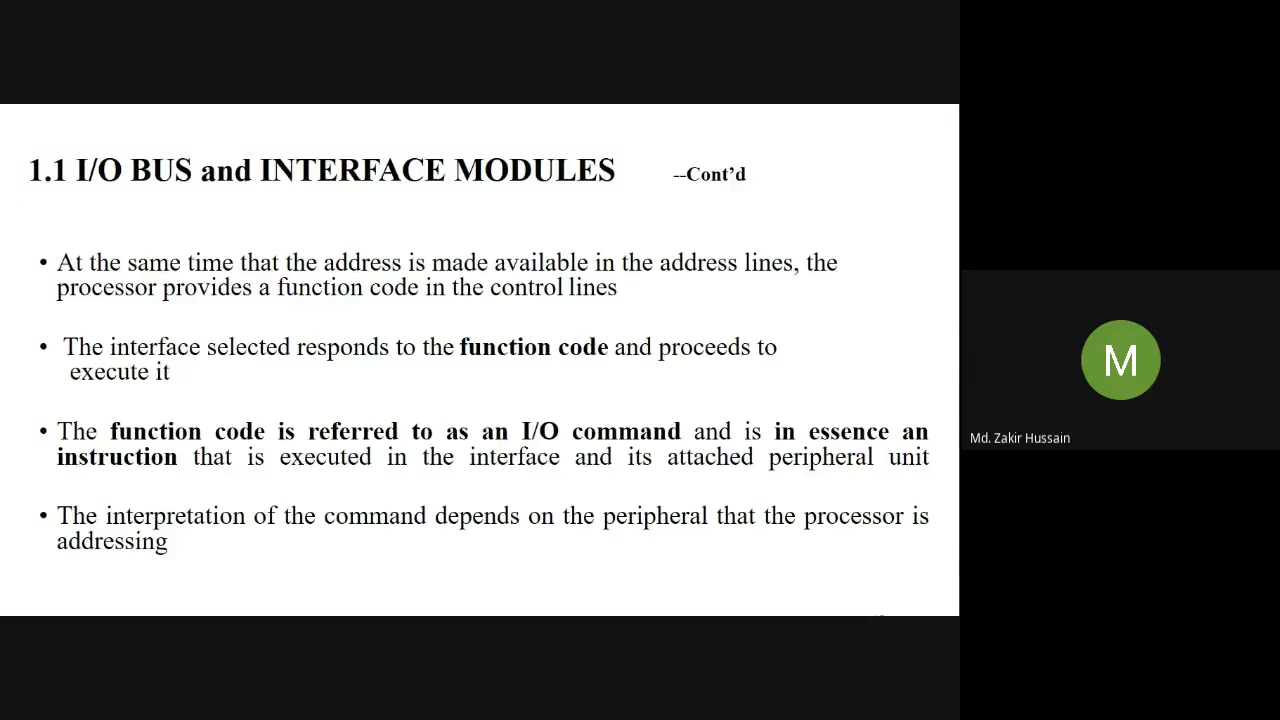 1.1 I/O BUS and INTERFACE MODULES --Cont’d
• At the same time that the address is made available in the address lines, the
processor provides a function code in the control lines
• The interface selected responds to the function code and proceeds to
execute it
• The function code is referred to as an I/O command and is in essence an
instruction that is executed in the interface and its attached peripheral unit
• The interpretation of the command depends on the peripheral that the processor is
addressing
M
Md. Zakir Hussain